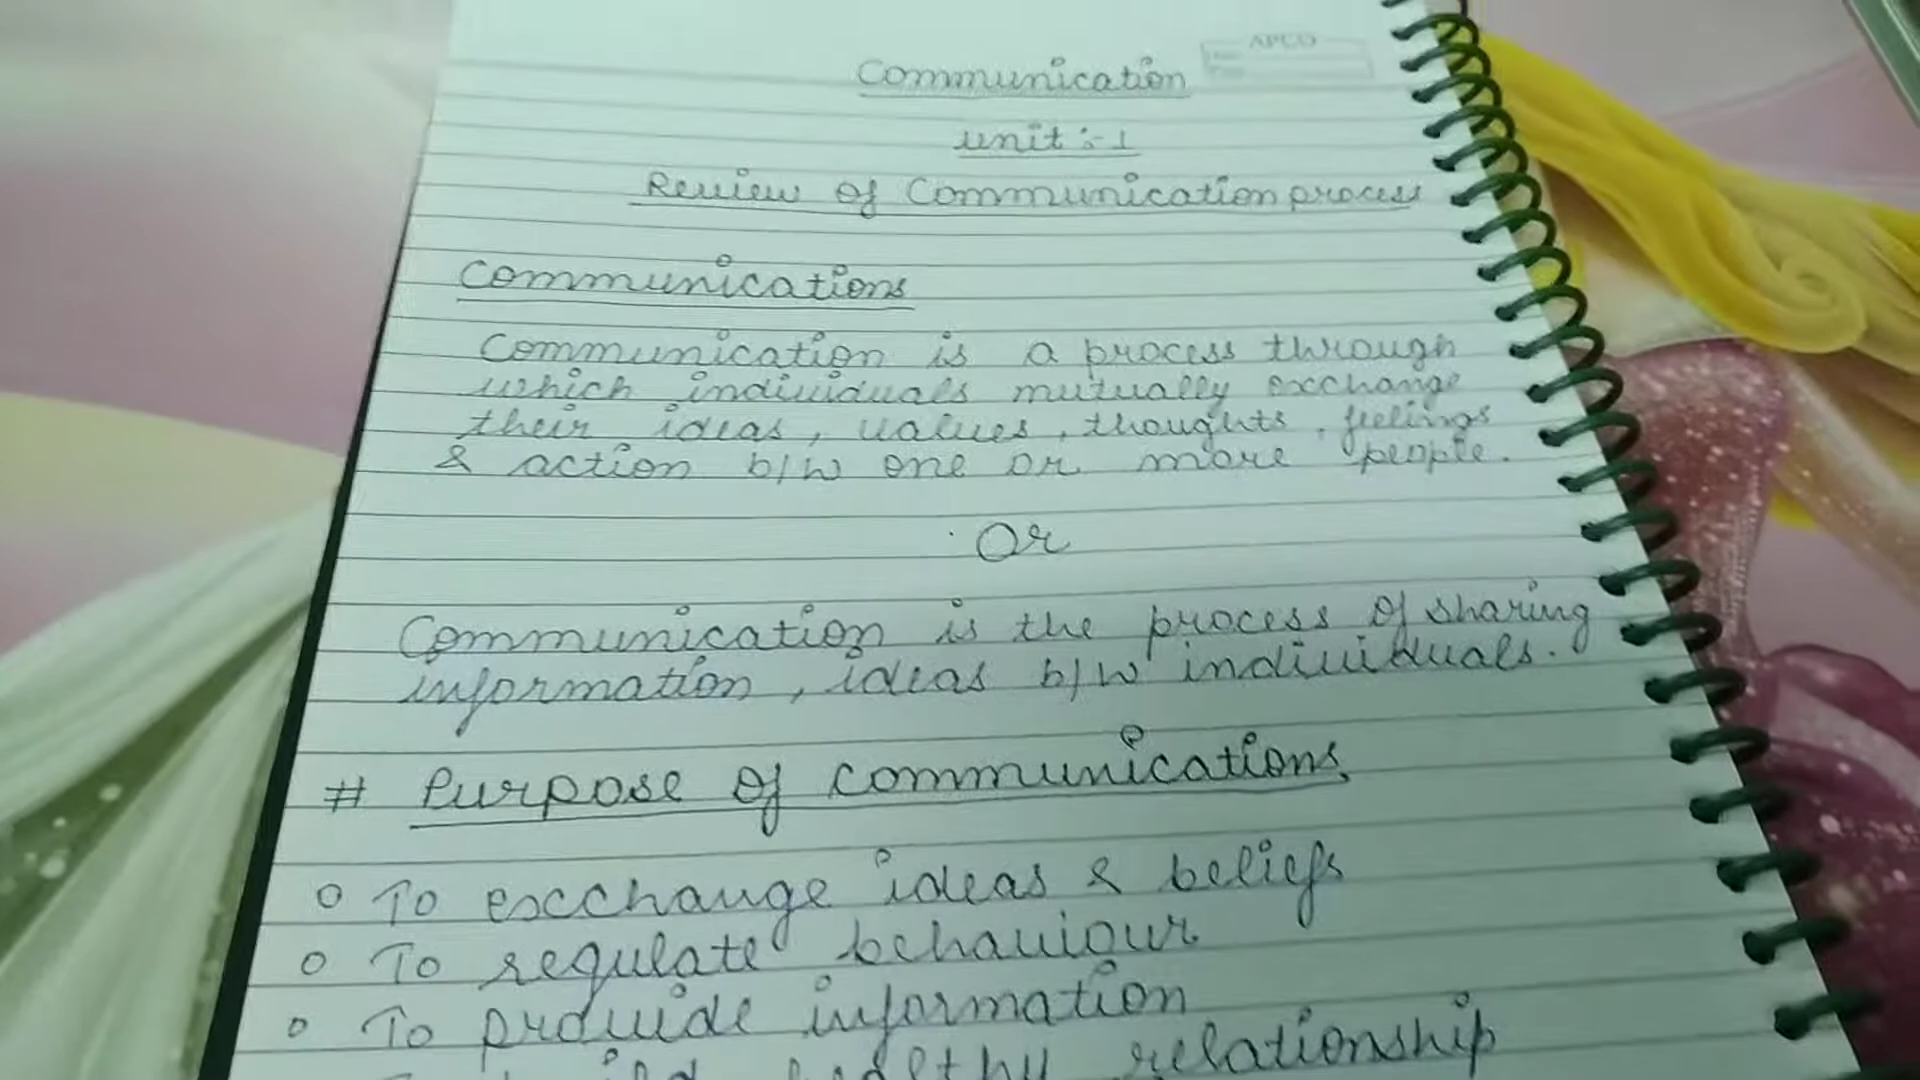 APCO
Communication
unit :- 1
Review of Communication process
Communications
Communication is a process through
which individuals mutually exchange
their ideas, values, thoughts, feelings
& action b/w one or more people.
Or
Communication is the process of sharing
information, ideas b/w individuals.
# Purpose of communications
o To exchange ideas & beliefs
o To regulate behaviour
o To provide information
healthy relationship